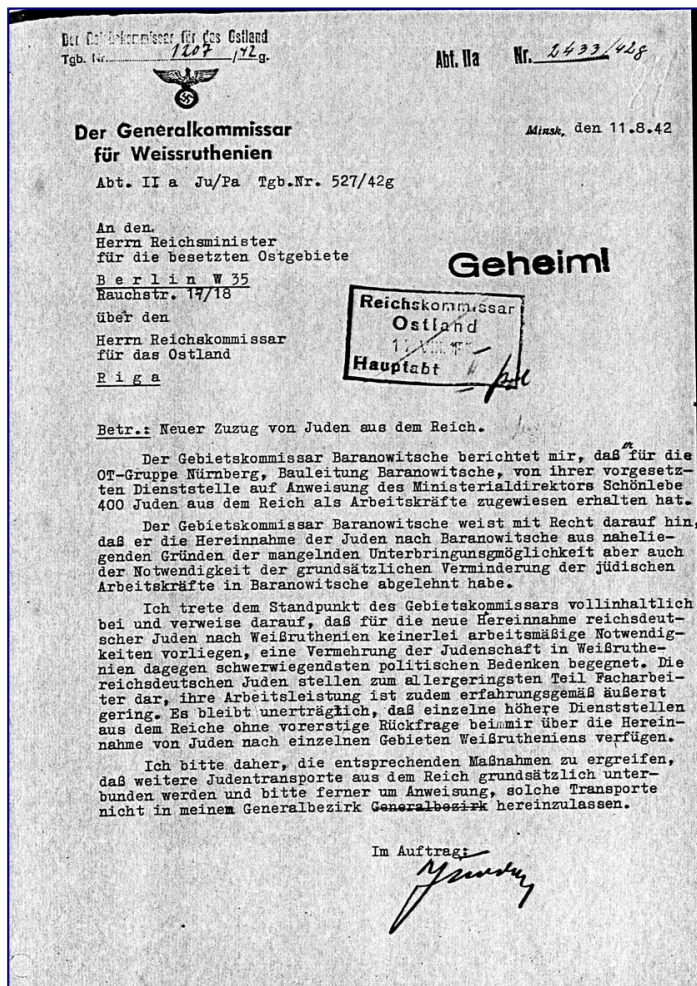 Der Reichskommissar für das Ostland
Tgb. Nr. 1207/42 g.
Abt. IIa Nr. 2433/42g
Der Generalkommissar
für Weissruthenien
Minsk, den 11.8.42
Abt. II a Ju/Pa Tgb.Nr. 527/42g
An den
Herrn Reichsminister
für die besetzten Ostgebiete
B e r l i n W 35
Rauchstr. 17/18
über den
Herrn Reichskommissar
für das Ostland
R i g a
Geheim!
Reichskommissar
Ostland
Hauptabt
Betr.: Neuer Zuzug von Juden aus dem Reich.
Der Gebietskommissar Baranowitsche berichtet mir, daß er für die
OT-Gruppe Nürnberg, Bauleitung Baranowitsche, von ihrer vorgesetz-
ten Dienststelle auf Anweisung des Ministerialdirektors Schönlebe
400 Juden aus dem Reich als Arbeitskräfte zugewiesen erhalten hat.
Der Gebietskommissar Baranowitsche weist mit Recht darauf hin,
daß er die Hereinnahme der Juden nach Baranowitsche aus nahelie-
genden Gründen der mangelnden Unterbringunsgmöglichkeit aber auch
der Notwendigkeit der grundsätzlichen Verminderung der jüdischen
Arbeitskräfte in Baranowitsche abgelehnt habe.
Ich trete dem Standpunkt des Gebietskommissars vollinhaltlich
bei und verweise darauf, daß für die neue Hereinnahme reichsdeut-
scher Juden nach Weißruthenien keinerlei arbeitsmäßige Notwendig-
keiten vorliegen, eine Vermehrung der Judenschaft in Weißruthe-
nien dagegen schwerwiegendsten politischen Bedenken begegnet. Die
reichsdeutschen Juden stellen zum allergeringsten Teil Facharbei-
ter dar, ihre Arbeitsleistung ist zudem erfahrungsgemäß äußerst
gering. Es bleibt unerträglich, daß einzelne höhere Dienststellen
aus dem Reiche ohne vorerstige Rückfrage bei mir über die Herein-
nahme von Juden nach einzelnen Gebieten Weißrutheniens verfügen.
Ich bitte daher, die entsprechenden Maßnahmen zu ergreifen,
daß weitere Judentransporte aus dem Reich grundsätzlich unter-
bunden werden und bitte ferner um Anweisung, solche Transporte
nicht in meinem Generalbezirk Generalbezirk hereinzulassen.
Im Auftrag: